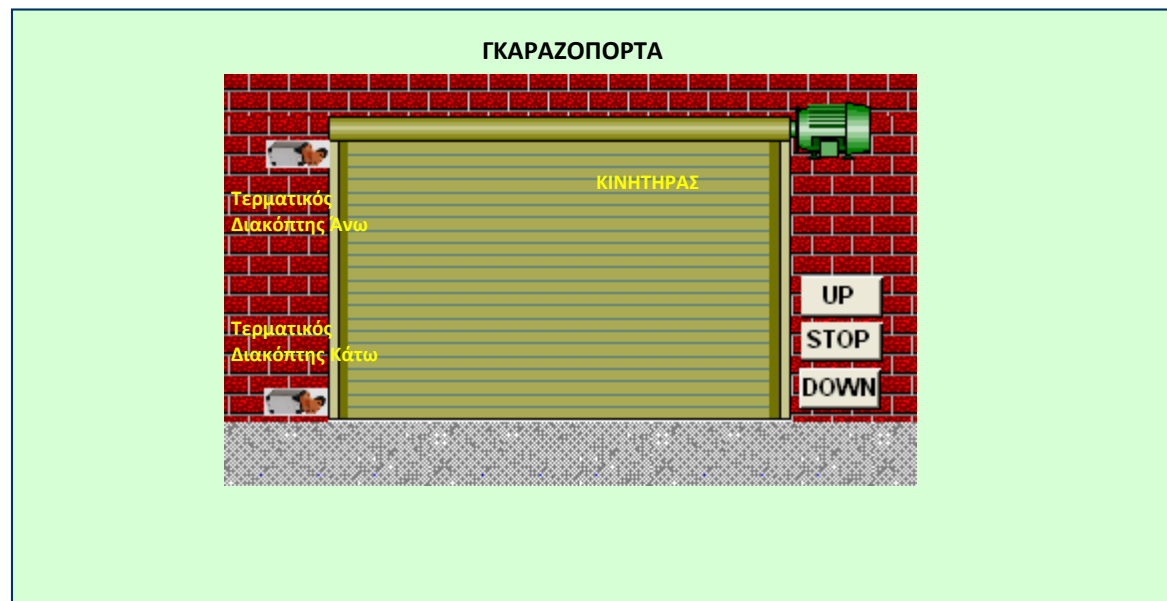 ΓΚΑΡΑΖΟΠΟΡΤΑ
ΚΙΝΗΤΗΡΑΣ
Τερματικός
Διακόπτης Άνω
UP
Τερματικός
Διακόπτης Κάτω
STOP
DOWN